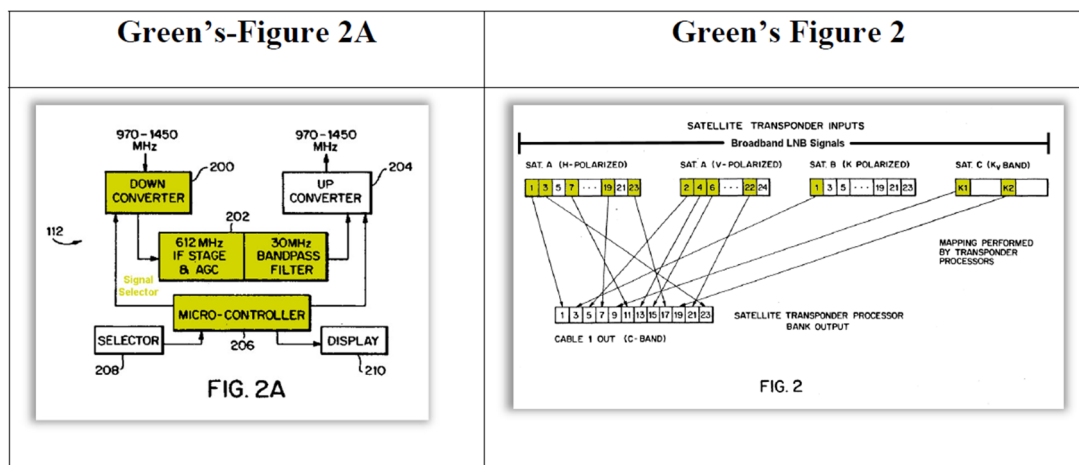 Green's-Figure 2A
Green's Figure 2
970-1450
MHz
970-1450
MHz
200
204
DOWN
CONVERTER
UP
CONVERTER
202
112
612 MHz
IF STAGE
& AGC
30MHz
BANDPASS
FILTER
Signal
Selector
MICRO-CONTROLLER
SELECTOR
206
DISPLAY
208
210
FIG. 2A
SATELLITE TRANSPONDER INPUTS
Broadband LNB Signals
SAT. A (H-POLARIZED)
SAT. A (V-POLARIZED)
SAT. B (K POLARIZED)
SAT. C (KV BAND)
1 3 5 7 ··· 19 21 23
2 4 6 ··· 22 24
1 3 5 ··· 19 21 23
K1 K2
MAPPING PERFORMED
BY TRANSPONDER
PROCESSORS
1 3 5 7 9 11 13 15 17 19 21 23
SATELLITE TRANSPONDER PROCESSOR
BANK OUTPUT
CABLE 1 OUT (C-BAND)
FIG. 2